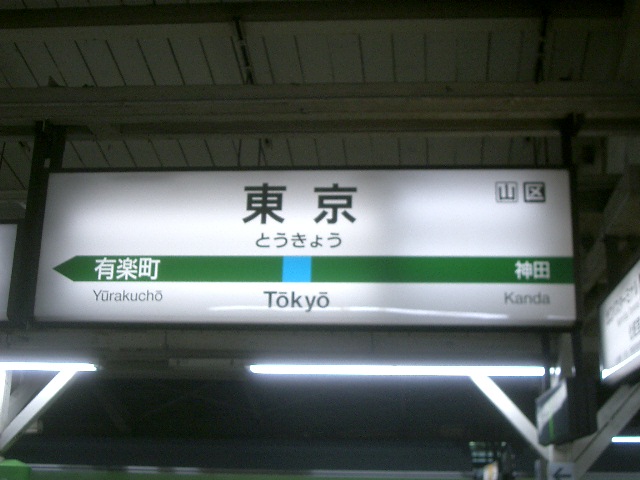 東京
山 区
とうきょう
有楽町
神田
Yūrakuchō
Tōkyō
Kanda